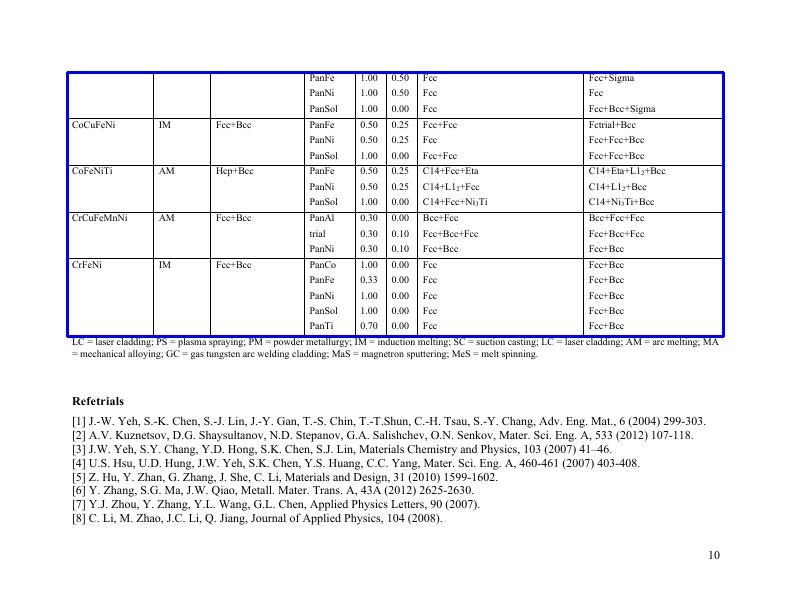 PanFe 1.00 0.50 Fcc Fcc+Sigma
PanNi 1.00 0.50 Fcc Fcc
PanSol 1.00 0.00 Fcc Fcc+Bcc+Sigma
CoCuFeNi IM Fcc+Bcc PanFe 0.50 0.25 Fcc+Fcc Fctrial+Bcc
PanNi 0.50 0.25 Fcc Fcc+Fcc+Bcc
PanSol 1.00 0.00 Fcc+Fcc Fcc+Fcc+Bcc
CoFeNiTi AM Hcp+Bcc PanFe 0.50 0.25 C14+Fcc+Eta C14+Eta+L1₂+Bcc
PanNi 0.50 0.25 C14+L1₂+Fcc C14+L1₂+Bcc
PanSol 1.00 0.00 C14+Fcc+Ni₃Ti C14+Ni₃Ti+Bcc
CrCuFeMnNi AM Fcc+Bcc PanAl 0.30 0.00 Bcc+Fcc Bcc+Fcc+Fcc
trial 0.30 0.10 Fcc+Bcc+Fcc Fcc+Bcc+Fcc
PanNi 0.30 0.10 Fcc+Bcc Fcc+Bcc
CrFeNi IM Fcc+Bcc PanCo 1.00 0.00 Fcc Fcc+Bcc
PanFe 0.33 0.00 Fcc Fcc+Bcc
PanNi 1.00 0.00 Fcc Fcc+Bcc
PanSol 1.00 0.00 Fcc Fcc+Bcc
PanTi 0.70 0.00 Fcc Fcc+Bcc
LC = laser cladding; PS = plasma spraying; PM = powder metallurgy; IM = induction melting; SC = suction casting; LC = laser cladding; AM = arc melting; MA
= mechanical alloying; GC = gas tungsten arc welding cladding; MaS = magnetron sputtering; MeS = melt spinning.
Refetrials
[1] J.-W. Yeh, S.-K. Chen, S.-J. Lin, J.-Y. Gan, T.-S. Chin, T.-T.Shun, C.-H. Tsau, S.-Y. Chang, Adv. Eng. Mat., 6 (2004) 299-303.
[2] A.V. Kuznetsov, D.G. Shaysultanov, N.D. Stepanov, G.A. Salishchev, O.N. Senkov, Mater. Sci. Eng. A, 533 (2012) 107-118.
[3] J.W. Yeh, S.Y. Chang, Y.D. Hong, S.K. Chen, S.J. Lin, Materials Chemistry and Physics, 103 (2007) 41–46.
[4] U.S. Hsu, U.D. Hung, J.W. Yeh, S.K. Chen, Y.S. Huang, C.C. Yang, Mater. Sci. Eng. A, 460-461 (2007) 403-408.
[5] Z. Hu, Y. Zhan, G. Zhang, J. She, C. Li, Materials and Design, 31 (2010) 1599-1602.
[6] Y. Zhang, S.G. Ma, J.W. Qiao, Metall. Mater. Trans. A, 43A (2012) 2625-2630.
[7] Y.J. Zhou, Y. Zhang, Y.L. Wang, G.L. Chen, Applied Physics Letters, 90 (2007).
[8] C. Li, M. Zhao, J.C. Li, Q. Jiang, Journal of Applied Physics, 104 (2008).
10